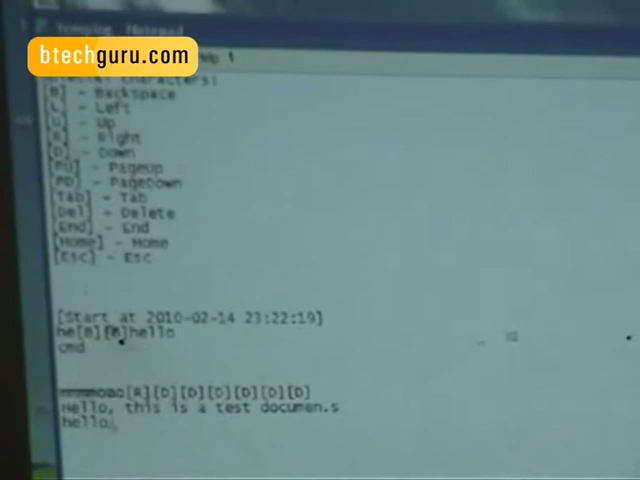 btechguru.com
Notepad
characters:
[B] - Backspace
[L] - Left
[U] - Up
[R] - Right
[D] - Down
[PU] - PageUp
[PD] - PageDown
[Tab] - Tab
[Del] - Delete
[End] - End
[Home] - Home
[Esc] - Esc
[Start at 2010-02-14 23:22:19]
he[B][B]hello
cmd
[R][D][D][D][D][D][D]
Hello, this is a test documen.s
hello